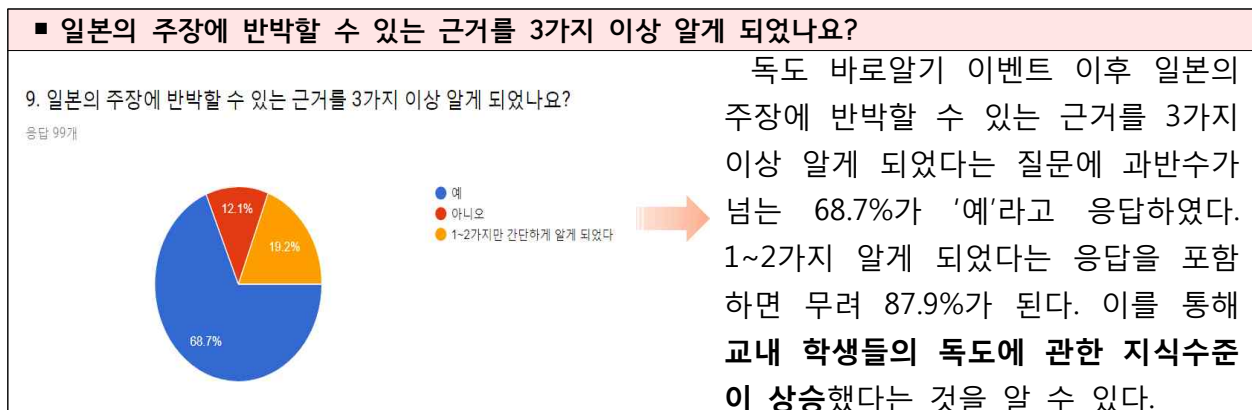 ▪ 일본의 주장에 반박할 수 있는 근거를 3가지 이상 알게 되었나요?
9. 일본의 주장에 반박할 수 있는 근거를 3가지 이상 알게 되었나요?
응답 99개
12.1%
19.2%
68.7%
예
아니오
1~2가지만 간단하게 알게 되었다
독도 바로알기 이벤트 이후 일본의
주장에 반박할 수 있는 근거를 3가지
이상 알게 되었다는 질문에 과반수가
넘는 68.7%가 '예'라고 응답하였다.
1~2가지 알게 되었다는 응답을 포함
하면 무려 87.9%가 된다. 이를 통해
교내 학생들의 독도에 관한 지식수준
이 상승했다는 것을 알 수 있다.